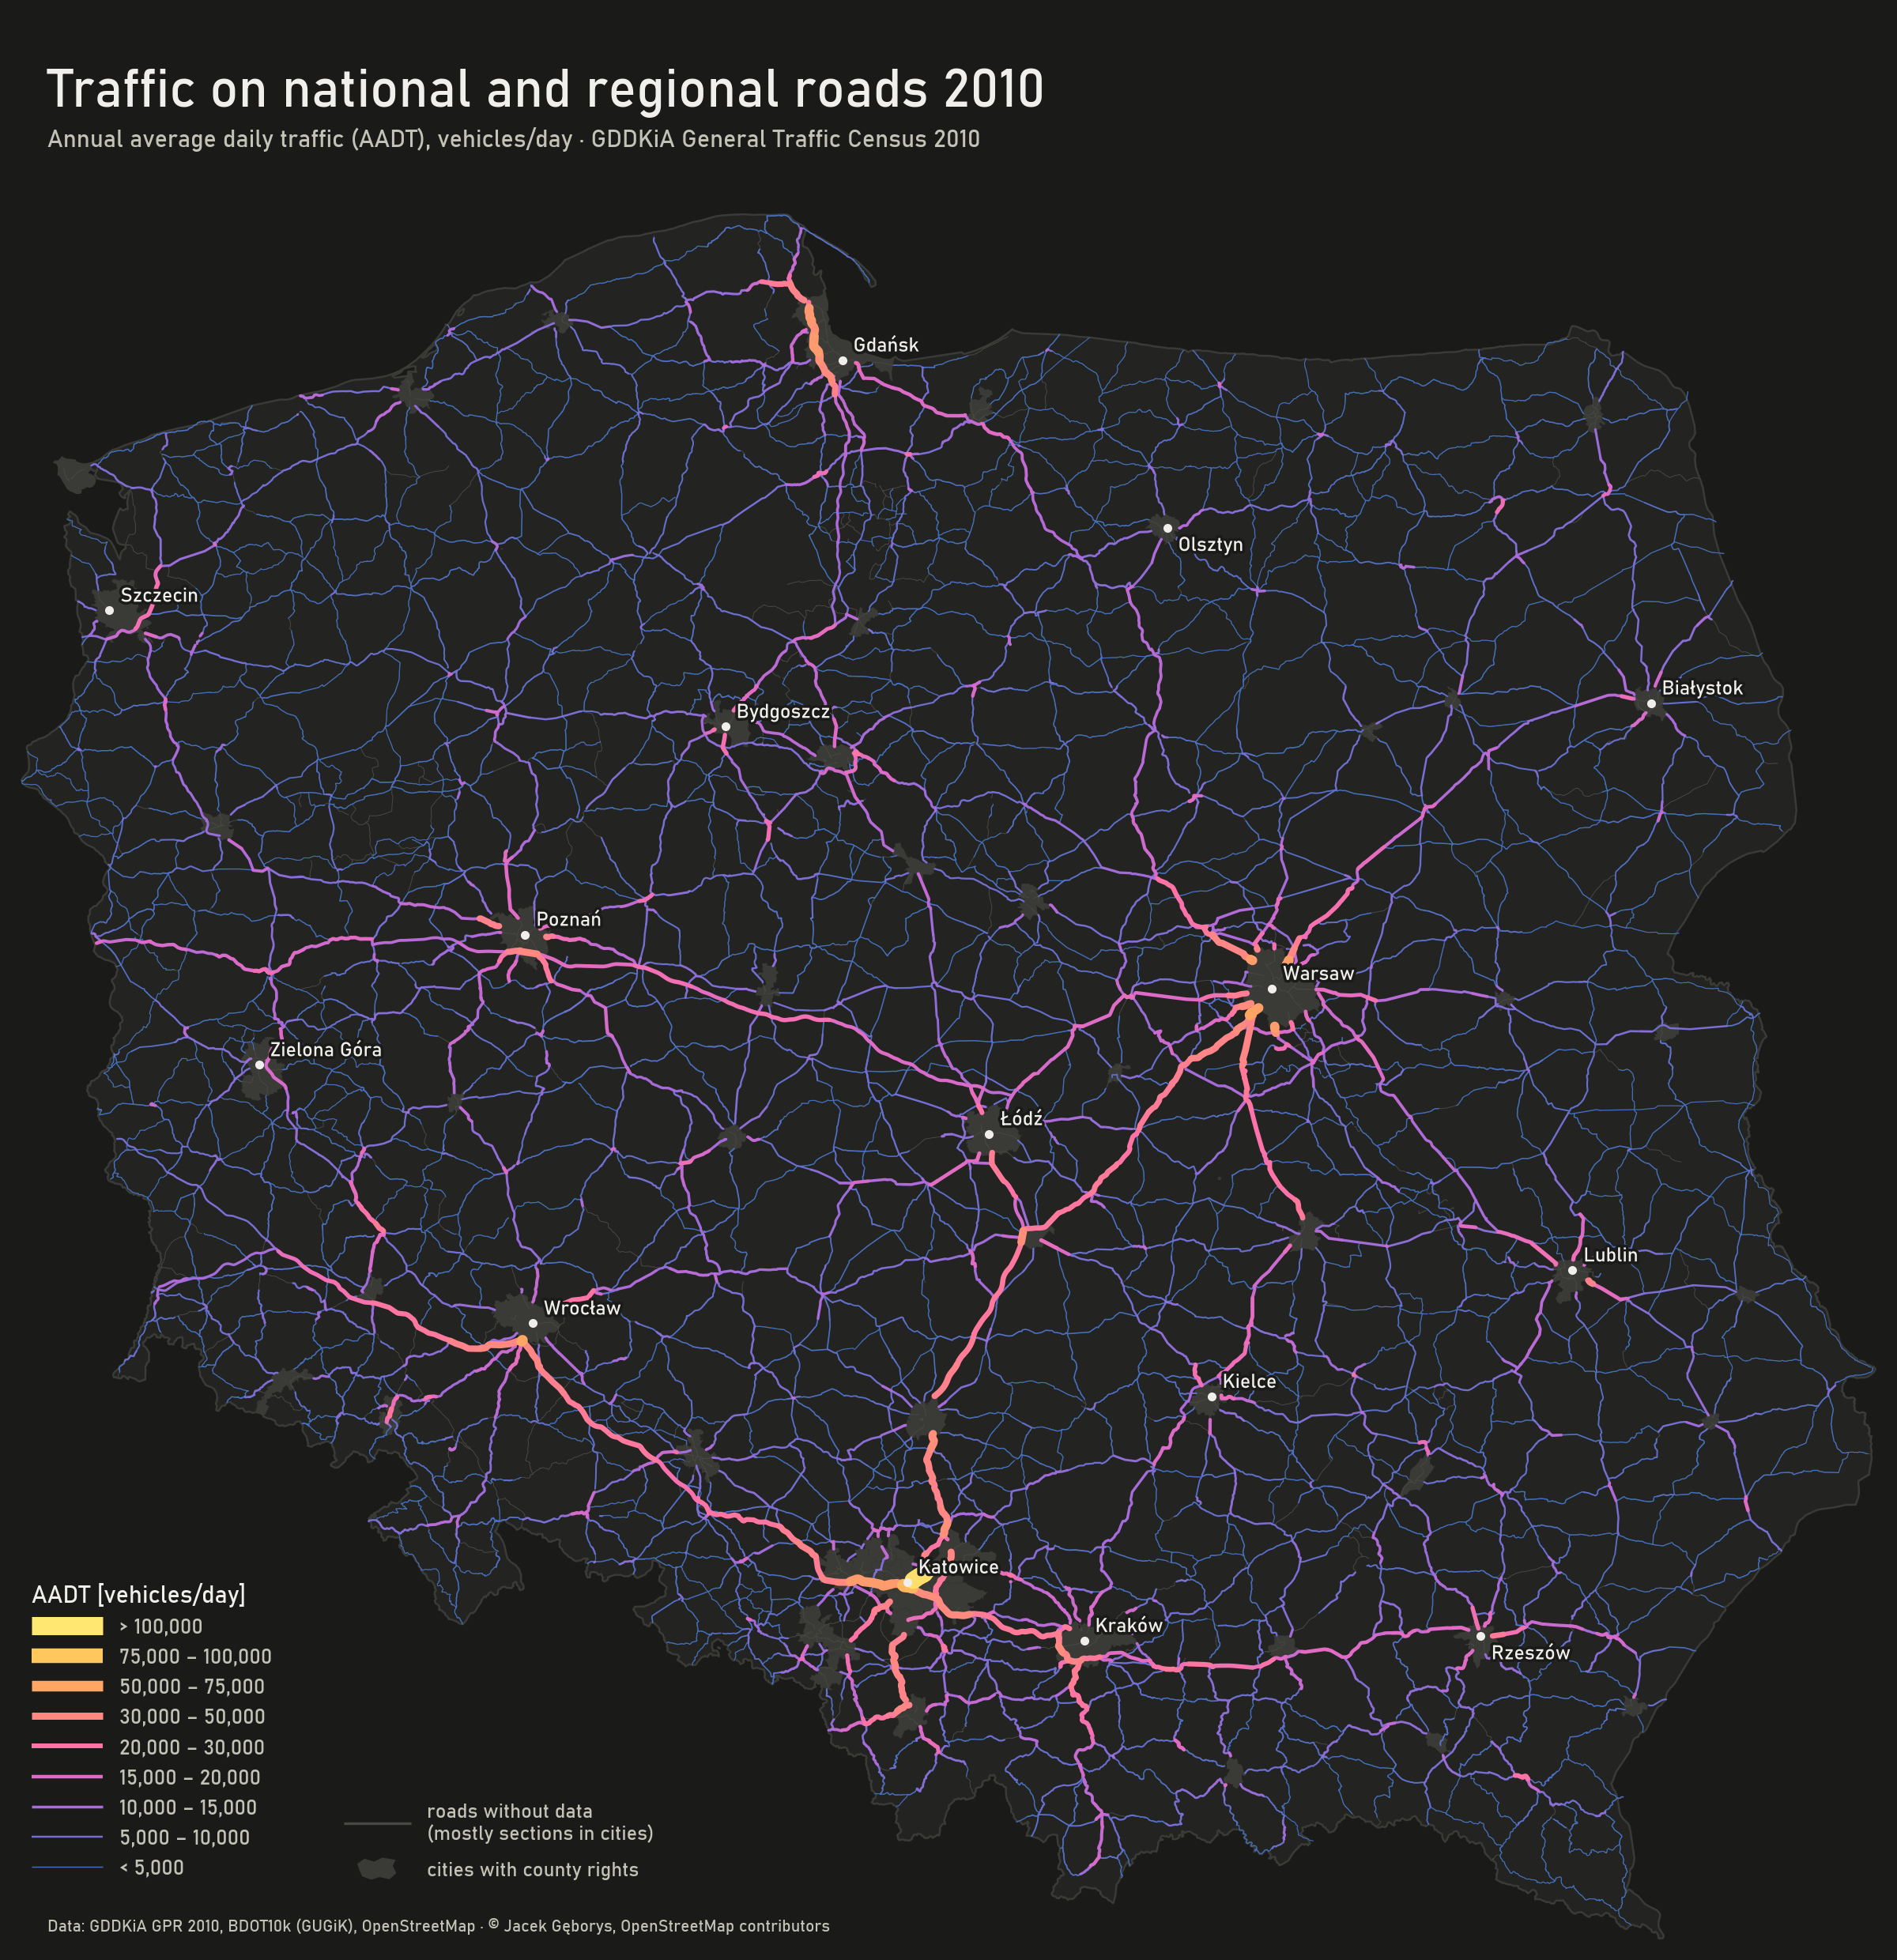 Traffic on national and regional roads 2010
Annual average daily traffic (AADT), vehicles/day · GDDKiA General Traffic Census 2010
Gdańsk
Olsztyn
Szczecin
Białystok
Bydgoszcz
Poznań
Warsaw
Zielona Góra
Łódź
Lublin
Wrocław
Kielce
Katowice
Kraków
Rzeszów
AADT [vehicles/day]
> 100,000
75,000 – 100,000
50,000 – 75,000
30,000 – 50,000
20,000 – 30,000
15,000 – 20,000
10,000 – 15,000
5,000 – 10,000
< 5,000
roads without data
(mostly sections in cities)
cities with county rights
Data: GDDKiA GPR 2010, BDOT10k (GUGiK), OpenStreetMap · © Jacek Gęborys, OpenStreetMap contributors